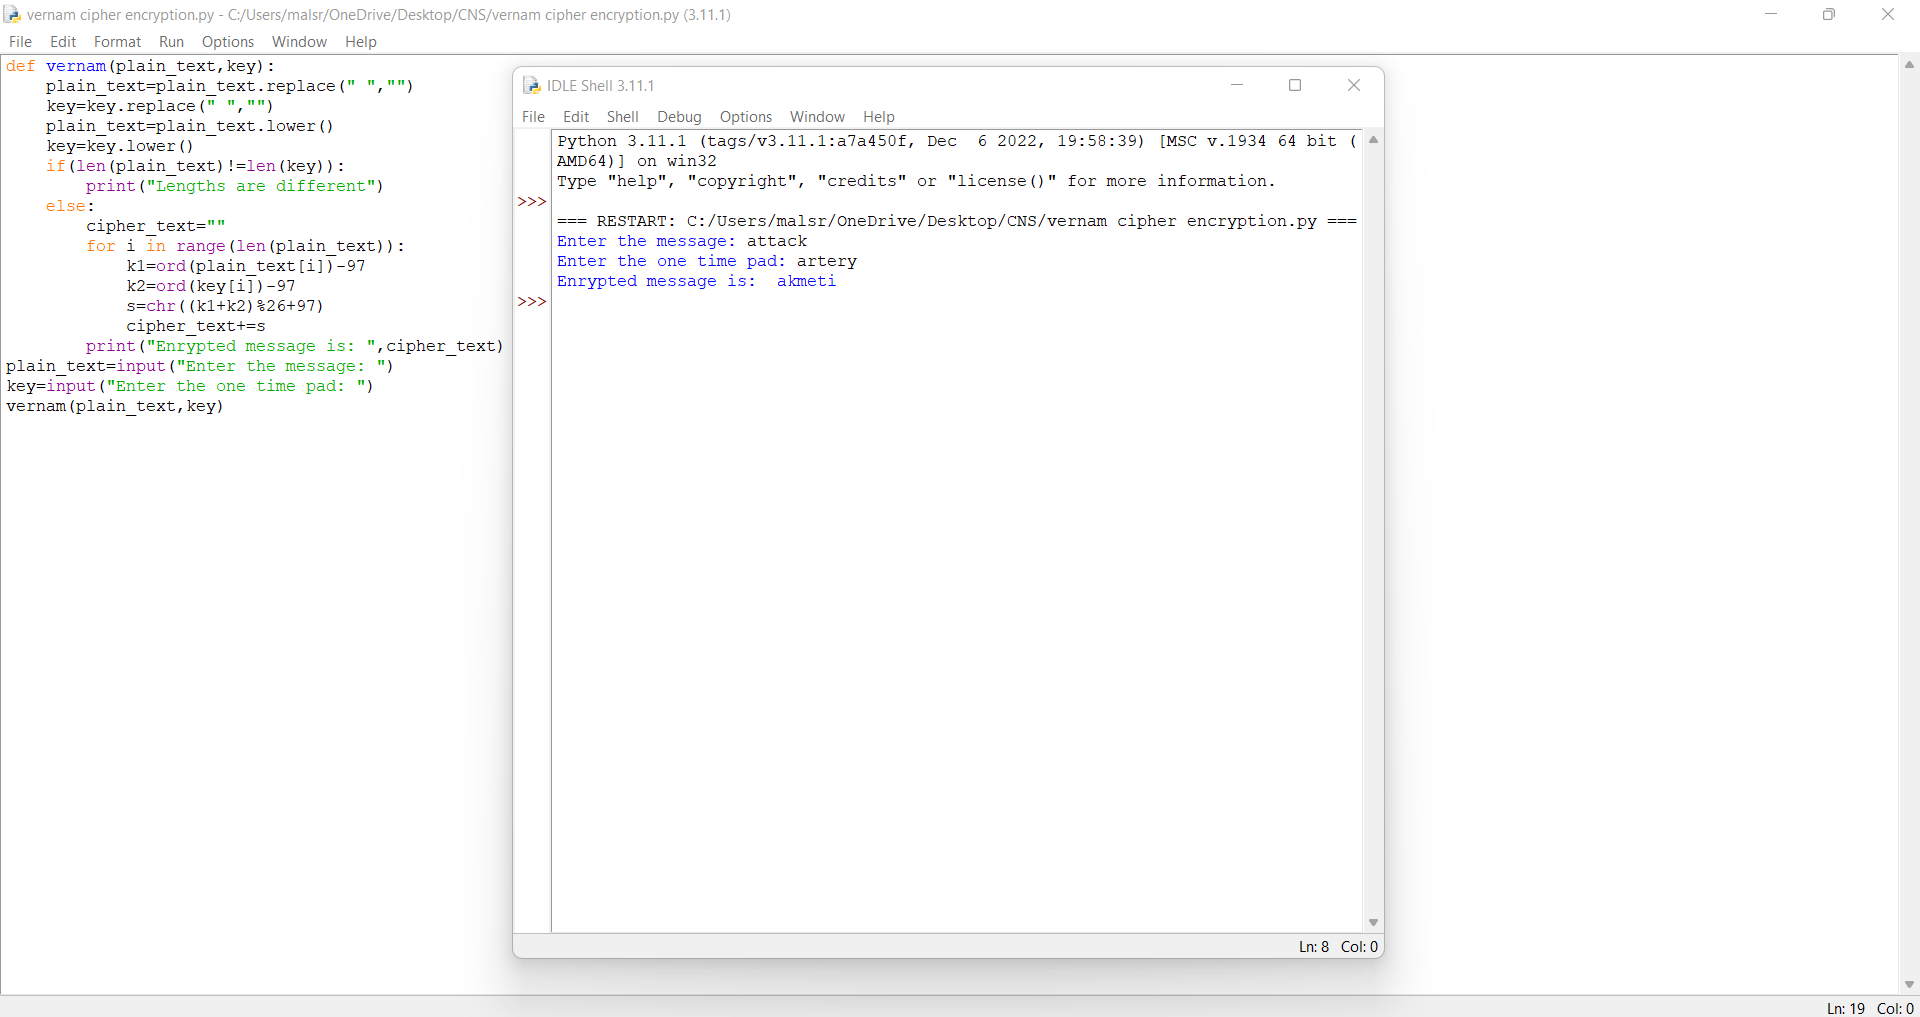 vernam cipher encryption.py - C:/Users/malsr/OneDrive/Desktop/CNS/vernam cipher encryption.py (3.11.1)
File Edit Format Run Options Window Help
def vernam(plain_text,key):
    plain_text=plain_text.replace(" ","")
    key=key.replace(" ","")
    plain_text=plain_text.lower()
    key=key.lower()
    if(len(plain_text)!=len(key)):
        print("Lengths are different")
    else:
        cipher_text=""
        for i in range(len(plain_text)):
            k1=ord(plain_text[i])-97
            k2=ord(key[i])-97
            s=chr((k1+k2)%26+97)
            cipher_text+=s
        print("Enrypted message is: ",cipher_text)
plain_text=input("Enter the message: ")
key=input("Enter the one time pad: ")
vernam(plain_text,key)
IDLE Shell 3.11.1
File Edit Shell Debug Options Window Help
Python 3.11.1 (tags/v3.11.1:a7a450f, Dec  6 2022, 19:58:39) [MSC v.1934 64 bit (
AMD64)] on win32
Type "help", "copyright", "credits" or "license()" for more information.
>>>
=== RESTART: C:/Users/malsr/OneDrive/Desktop/CNS/vernam cipher encryption.py ===
Enter the message: attack
Enter the one time pad: artery
Enrypted message is:  akmeti
>>>
Ln: 8 Col: 0
Ln: 19 Col: 0